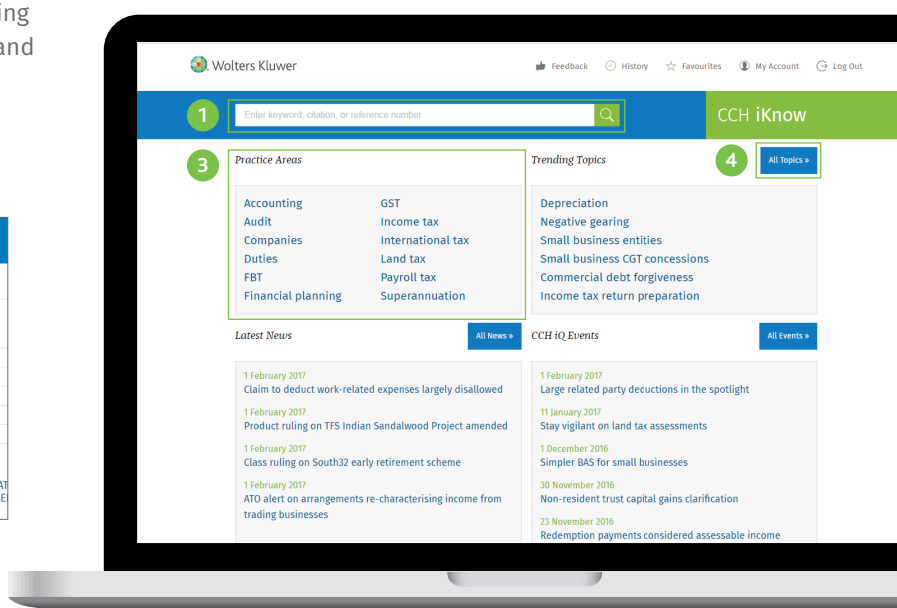 ing
and
Wolters Kluwer
Feedback History Favourites My Account Log Out
1
Enter keyword, citation, or reference number
CCH iKnow
3
Practice Areas
Accounting
Audit
Companies
Duties
FBT
Financial planning
GST
Income tax
International tax
Land tax
Payroll tax
Superannuation
Trending Topics
4
All Topics »
Depreciation
Negative gearing
Small business entities
Small business CGT concessions
Commercial debt forgiveness
Income tax return preparation
Latest News
All News »
1 February 2017
Claim to deduct work-related expenses largely disallowed
1 February 2017
Product ruling on TFS Indian Sandalwood Project amended
1 February 2017
Class ruling on South32 early retirement scheme
1 February 2017
ATO alert on arrangements re-characterising income from
trading businesses
CCH iQ Events
All Events »
1 February 2017
Large related party deductions in the spotlight
11 January 2017
Stay vigilant on land tax assessments
1 December 2016
Simpler BAS for small businesses
30 November 2016
Non-resident trust capital gains clarification
23 November 2016
Redemption payments considered assessable income